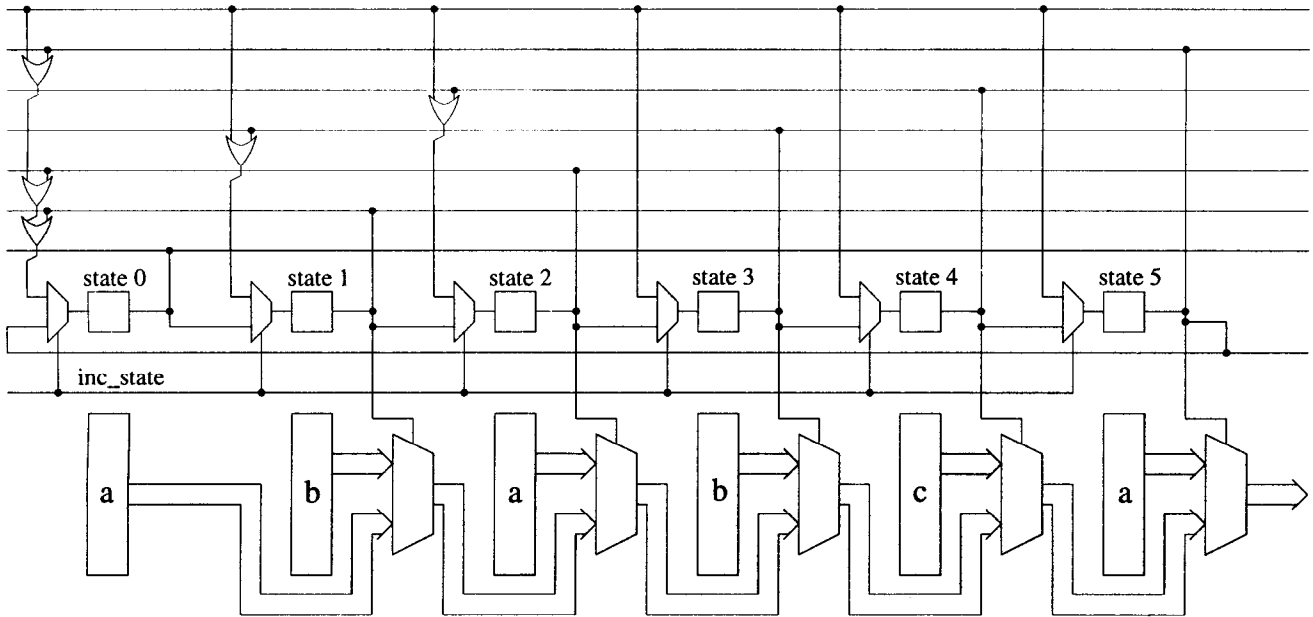 state 0
state 1
state 2
state 3
state 4
state 5
inc_state
a
b
a
b
c
a